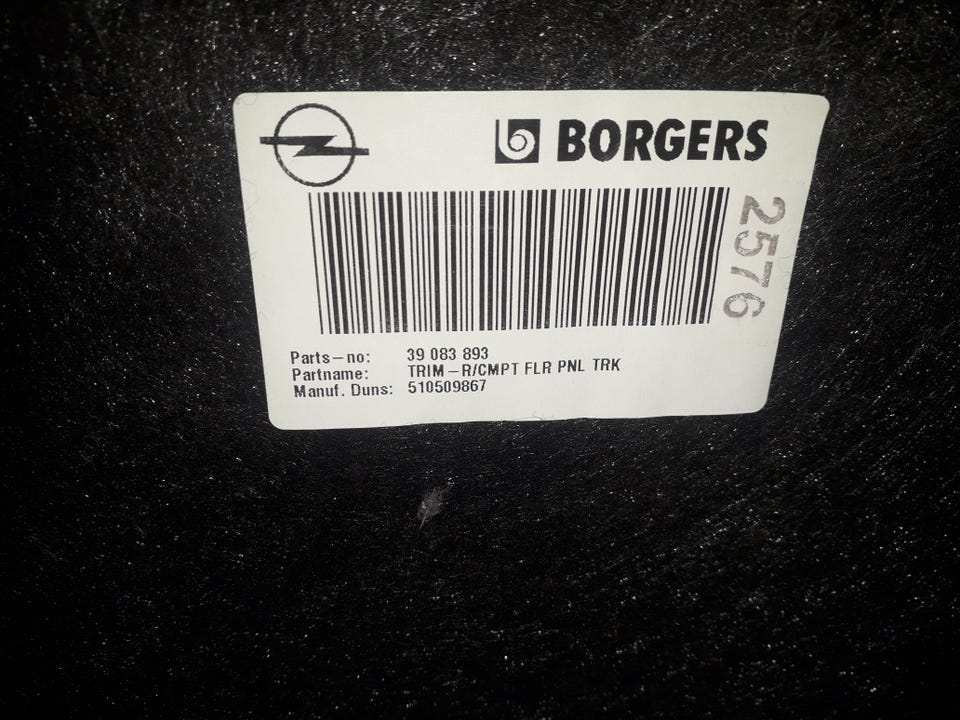 BORGERS
2576
Parts-no: 39 083 893
Partname: TRIM-R/CMPT FLR PNL TRK
Manuf. Duns: 510509867